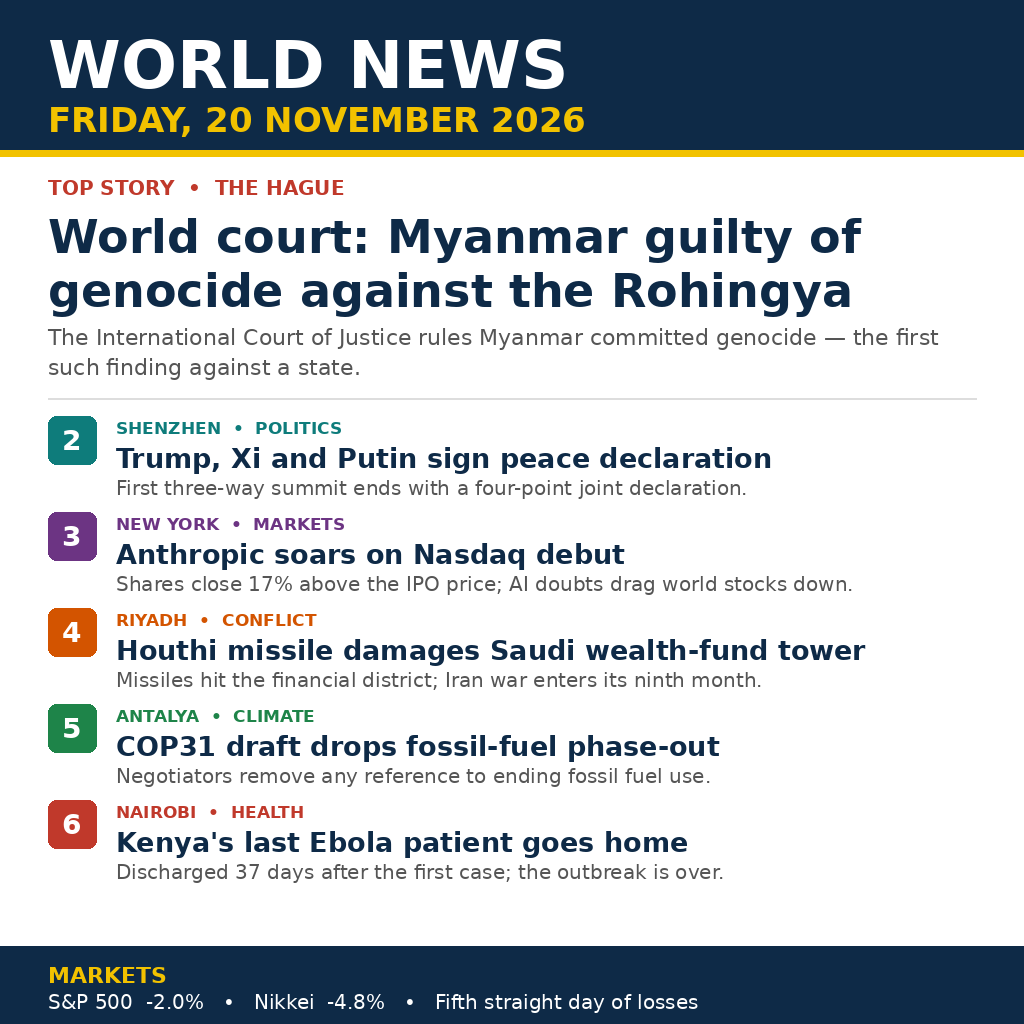 WORLD NEWS
FRIDAY, 20 NOVEMBER 2026
TOP STORY • THE HAGUE
World court: Myanmar guilty of
genocide against the Rohingya
The International Court of Justice rules Myanmar committed genocide — the first
such finding against a state.
2
SHENZHEN • POLITICS
Trump, Xi and Putin sign peace declaration
First three-way summit ends with a four-point joint declaration.
3
NEW YORK • MARKETS
Anthropic soars on Nasdaq debut
Shares close 17% above the IPO price; AI doubts drag world stocks down.
4
RIYADH • CONFLICT
Houthi missile damages Saudi wealth-fund tower
Missiles hit the financial district; Iran war enters its ninth month.
5
ANTALYA • CLIMATE
COP31 draft drops fossil-fuel phase-out
Negotiators remove any reference to ending fossil fuel use.
6
NAIROBI • HEALTH
Kenya's last Ebola patient goes home
Discharged 37 days after the first case; the outbreak is over.
MARKETS
S&P 500 -2.0% • Nikkei -4.8% • Fifth straight day of losses